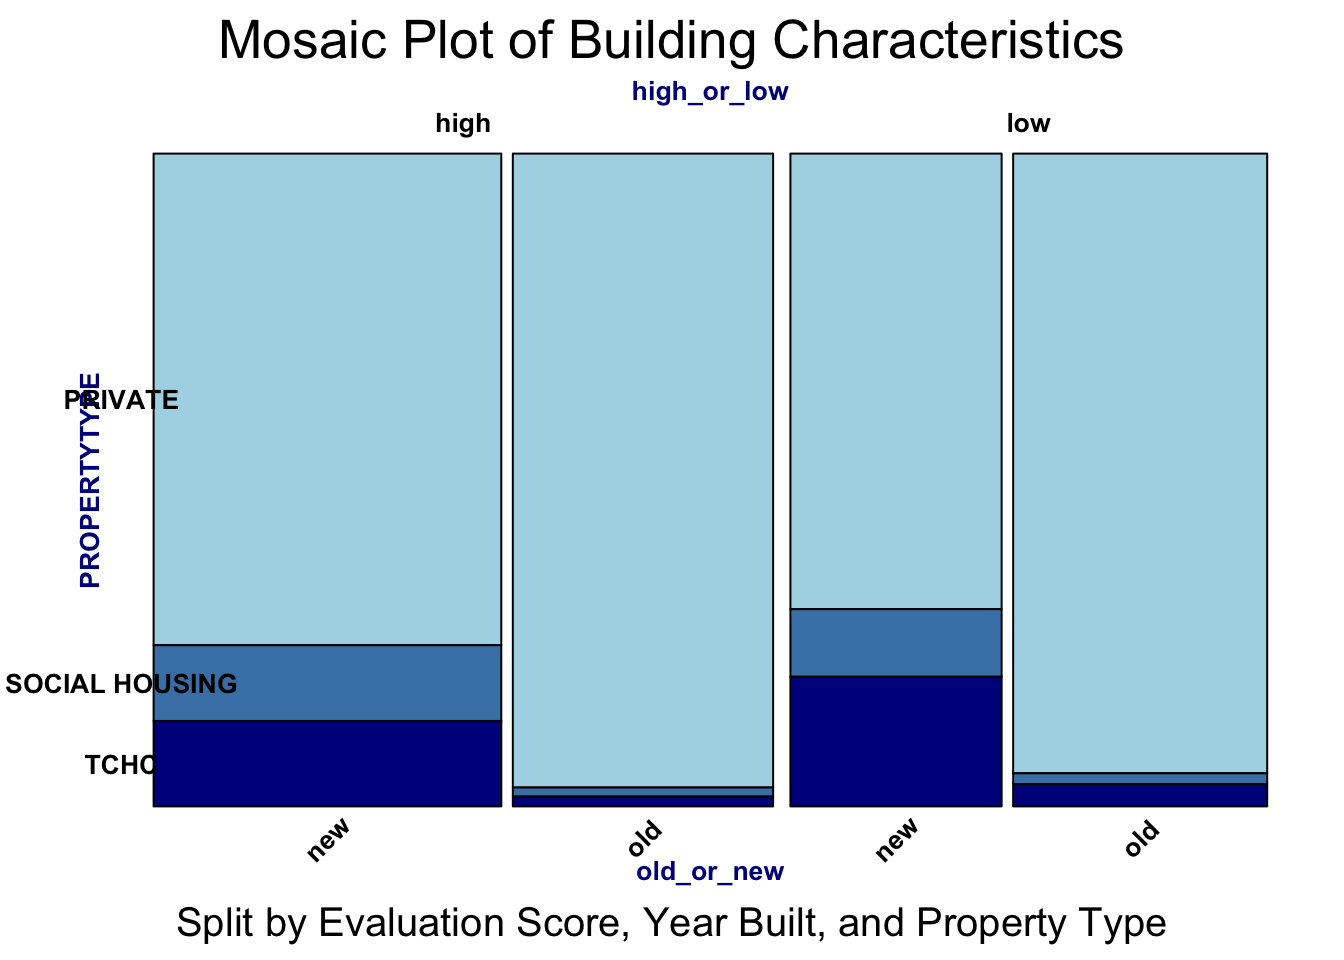 Mosaic Plot of Building Characteristics
high_or_low
high low
PRIVATE
PROPERTYTYPE
SOCIAL HOUSING
TCHC
new old new old
old_or_new
Split by Evaluation Score, Year Built, and Property Type